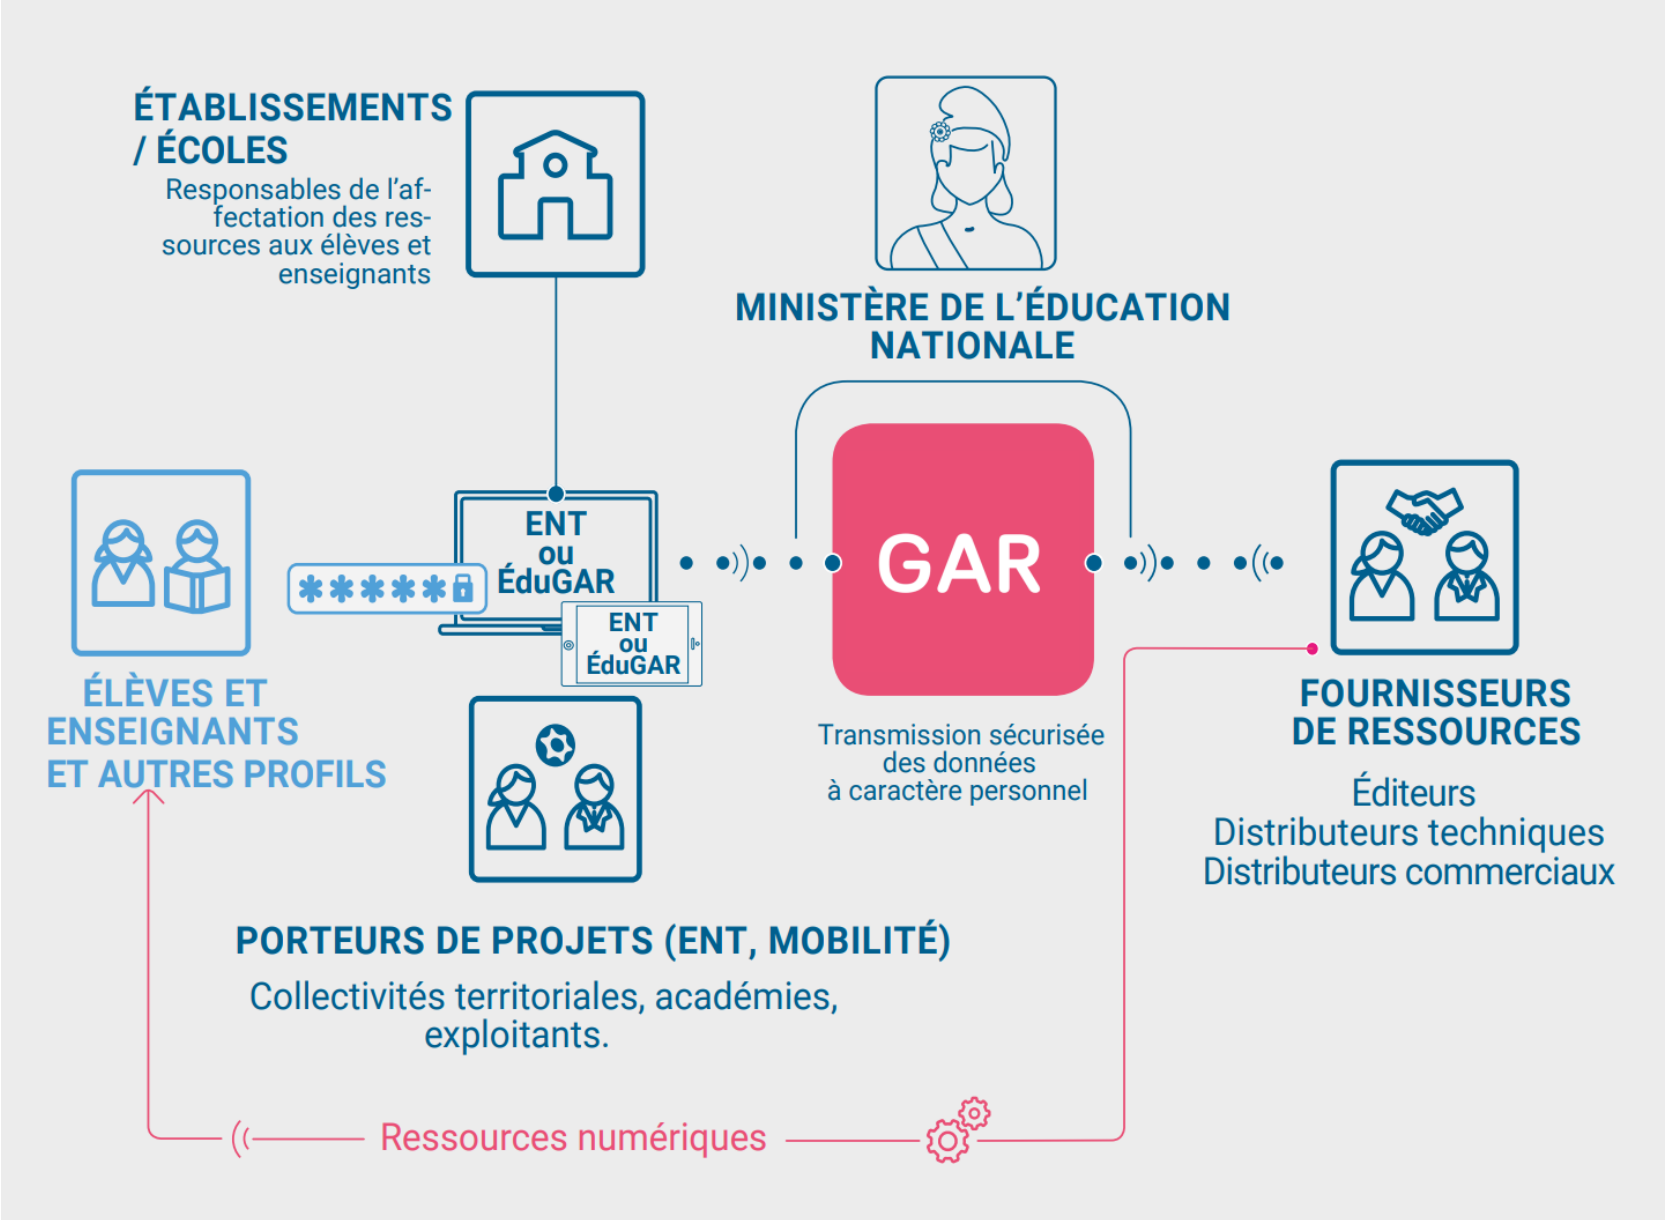 ÉTABLISSEMENTS
/ ÉCOLES
Responsables de l’af-
fectation des res-
sources aux élèves et
enseignants
MINISTÈRE DE L’ÉDUCATION
NATIONALE
ENT
ou
ÉduGAR
*****
ENT
ou
ÉduGAR
GAR
Transmission sécurisée
des données
à caractère personnel
ÉLÈVES ET
ENSEIGNANTS
ET AUTRES PROFILS
FOURNISSEURS
DE RESSOURCES
Éditeurs
Distributeurs techniques
Distributeurs commerciaux
PORTEURS DE PROJETS (ENT, MOBILITÉ)
Collectivités territoriales, académies,
exploitants.
Ressources numériques